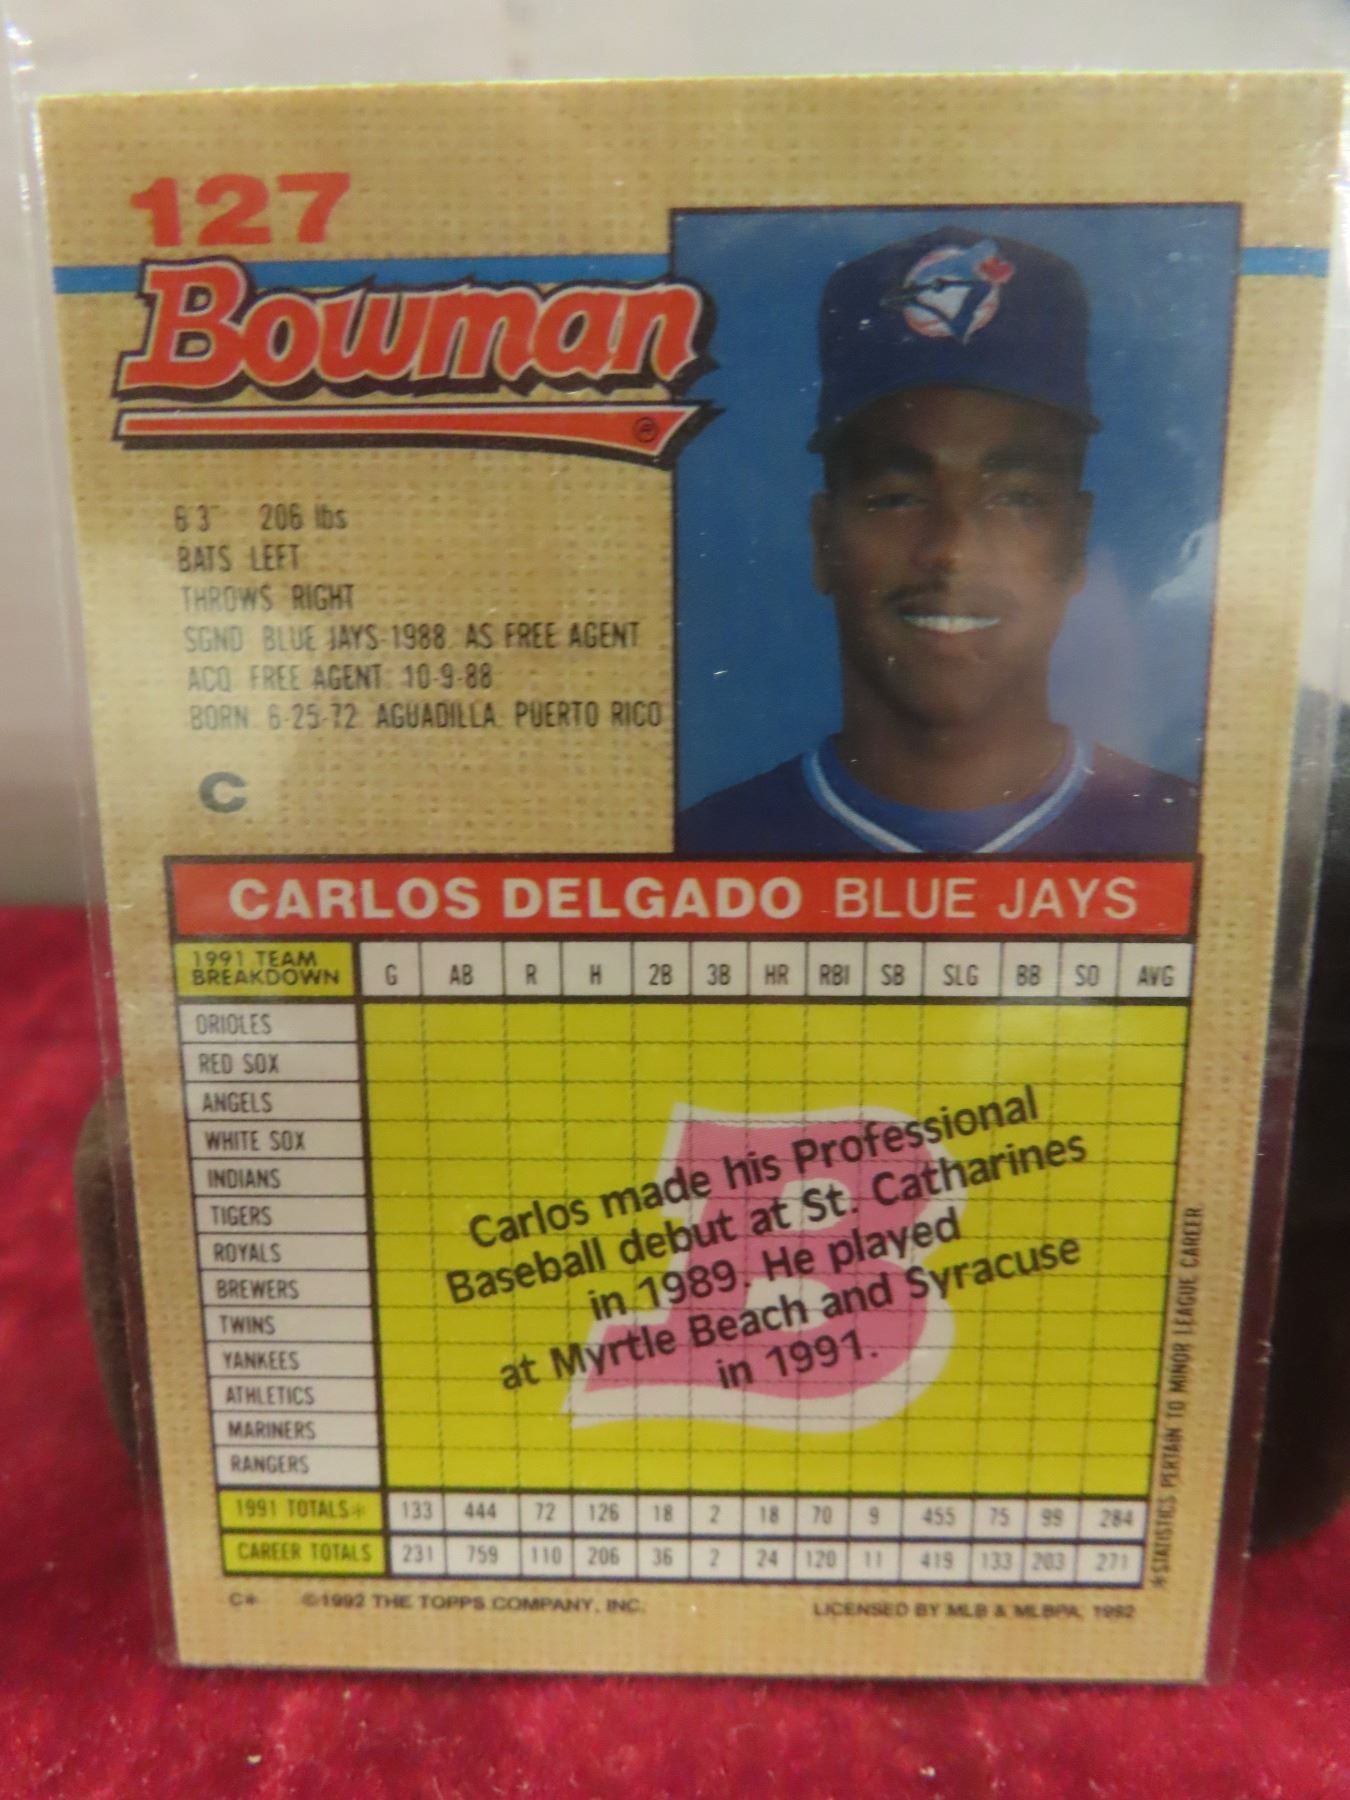 127
Bowman
®
6'3" 206 lbs
BATS LEFT
THROWS RIGHT
SGND BLUE JAYS-1988 AS FREE AGENT
ACQ FREE AGENT 10-9-88
BORN 6-25-72 AGUADILLA, PUERTO RICO
C
CARLOS DELGADO BLUE JAYS
1991 TEAM BREAKDOWN G AB R H 2B 3B HR RBI SB SLG BB SO AVG
ORIOLES
RED SOX
ANGELS
WHITE SOX
INDIANS
TIGERS
ROYALS
BREWERS
TWINS
YANKEES
ATHLETICS
MARINERS
RANGERS
B
Carlos made his Professional
Baseball debut at St. Catharines
in 1989. He played
at Myrtle Beach and Syracuse
in 1991.
1991 TOTALS* 133 444 72 126 18 2 18 70 9 455 75 99 284
CAREER TOTALS 231 759 110 206 36 2 24 120 11 419 133 203 271
*STATISTICS PERTAIN TO MINOR LEAGUE CAREER
C* ©1992 THE TOPPS COMPANY, INC. LICENSED BY MLB & MLBPA, 1992